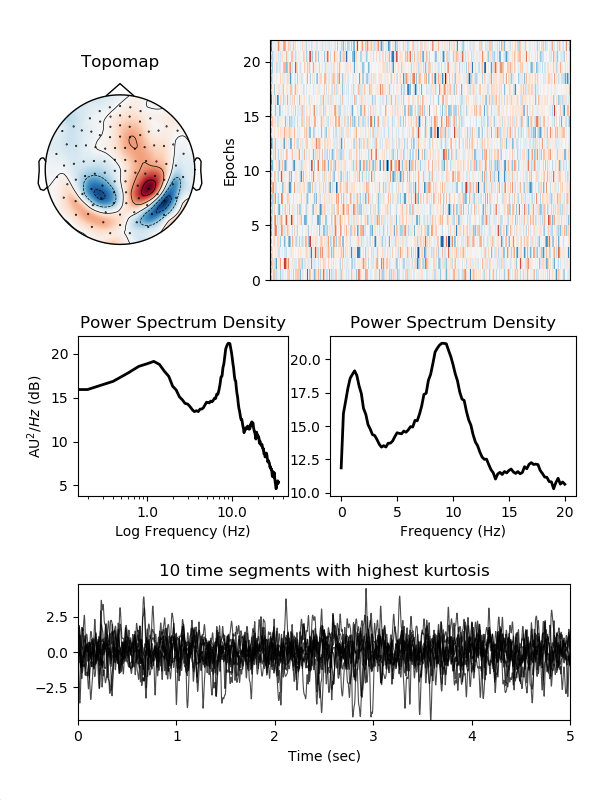 Topomap
20
15
10
5
0
Epochs
Power Spectrum Density
20
15
10
5
AU²/Hz (dB)
1.0 10.0
Log Frequency (Hz)
Power Spectrum Density
20.0
17.5
15.0
12.5
10.0
0 5 10 15 20
Frequency (Hz)
10 time segments with highest kurtosis
2.5
0.0
−2.5
0 1 2 3 4 5
Time (sec)